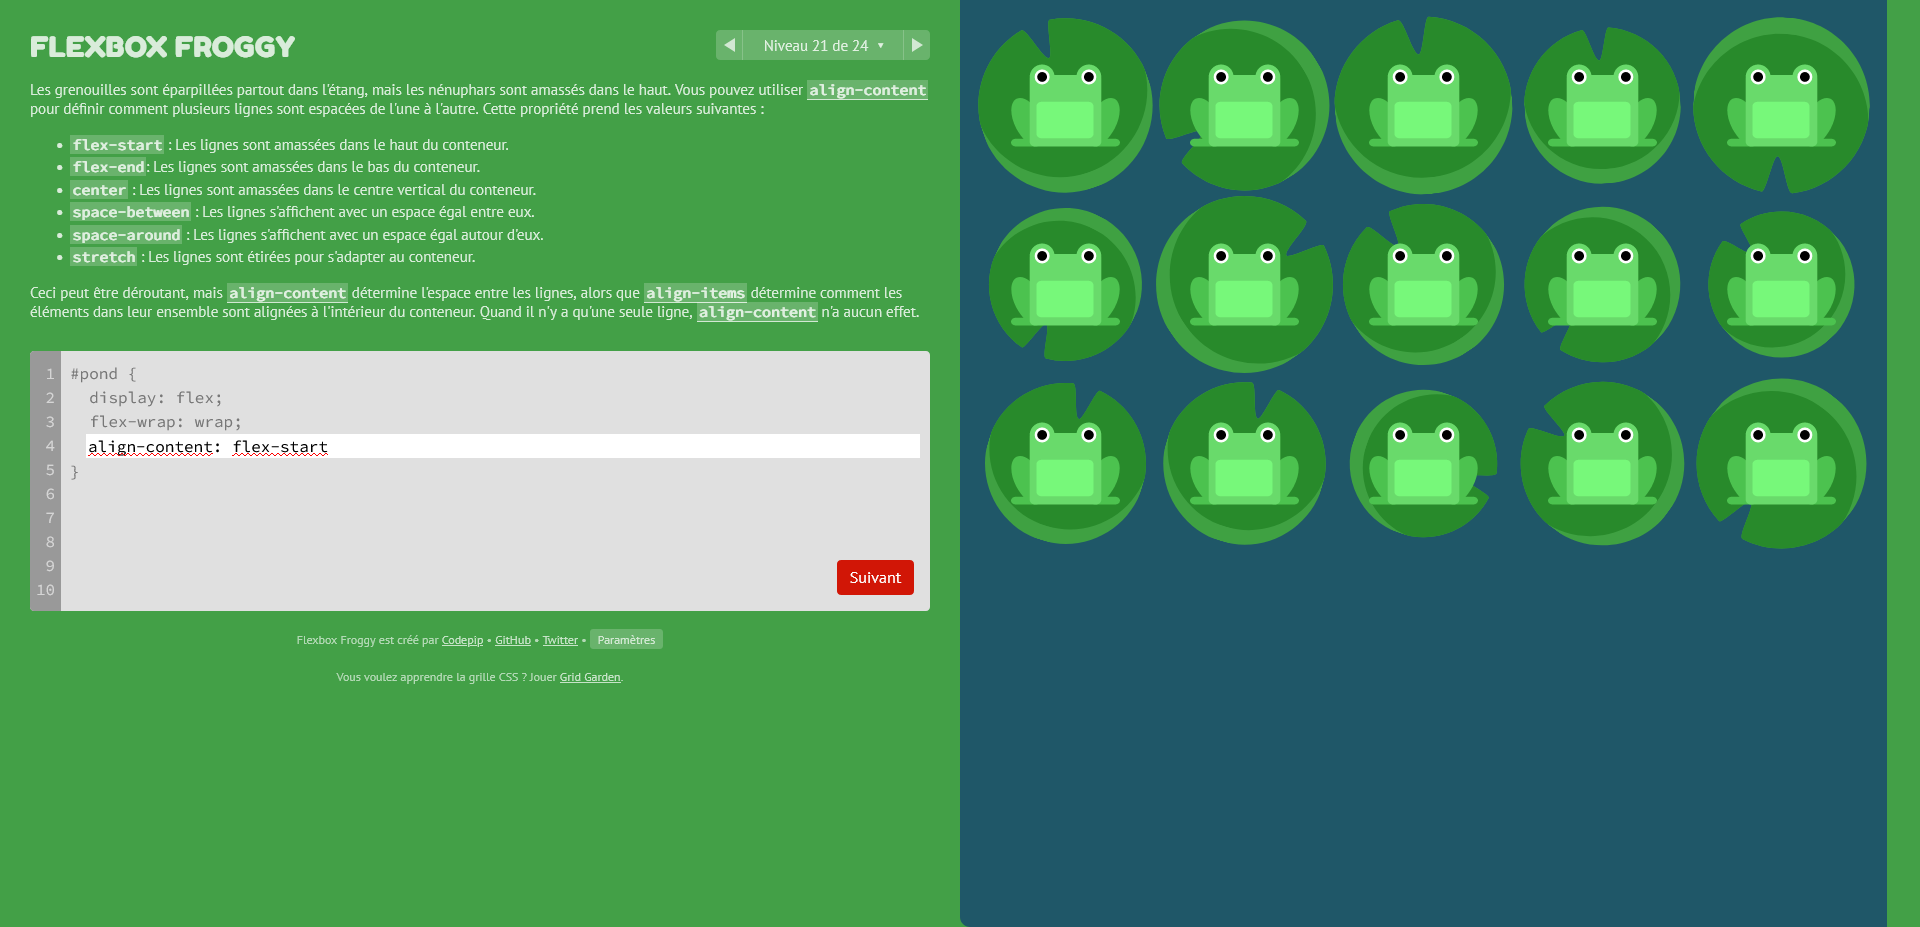 FLEXBOX FROGGY
Niveau 21 de 24 ▼
Les grenouilles sont éparpillées partout dans l'étang, mais les nénuphars sont amassés dans le haut. Vous pouvez utiliser align-content
pour définir comment plusieurs lignes sont espacées de l'une à l'autre. Cette propriété prend les valeurs suivantes :
• flex-start : Les lignes sont amassées dans le haut du conteneur.
• flex-end: Les lignes sont amassées dans le bas du conteneur.
• center : Les lignes sont amassées dans le centre vertical du conteneur.
• space-between : Les lignes s'affichent avec un espace égal entre eux.
• space-around : Les lignes s'affichent avec un espace égal autour d'eux.
• stretch : Les lignes sont étirées pour s'adapter au conteneur.
Ceci peut être déroutant, mais align-content détermine l'espace entre les lignes, alors que align-items détermine comment les
éléments dans leur ensemble sont alignées à l'intérieur du conteneur. Quand il n'y a qu'une seule ligne, align-content n'a aucun effet.
1 #pond {
2 display: flex;
3 flex-wrap: wrap;
4 align-content: flex-start
5 }
6
7
8
9
10
Suivant
Flexbox Froggy est créé par Codepip • GitHub • Twitter • Paramètres
Vous voulez apprendre la grille CSS ? Jouer Grid Garden.